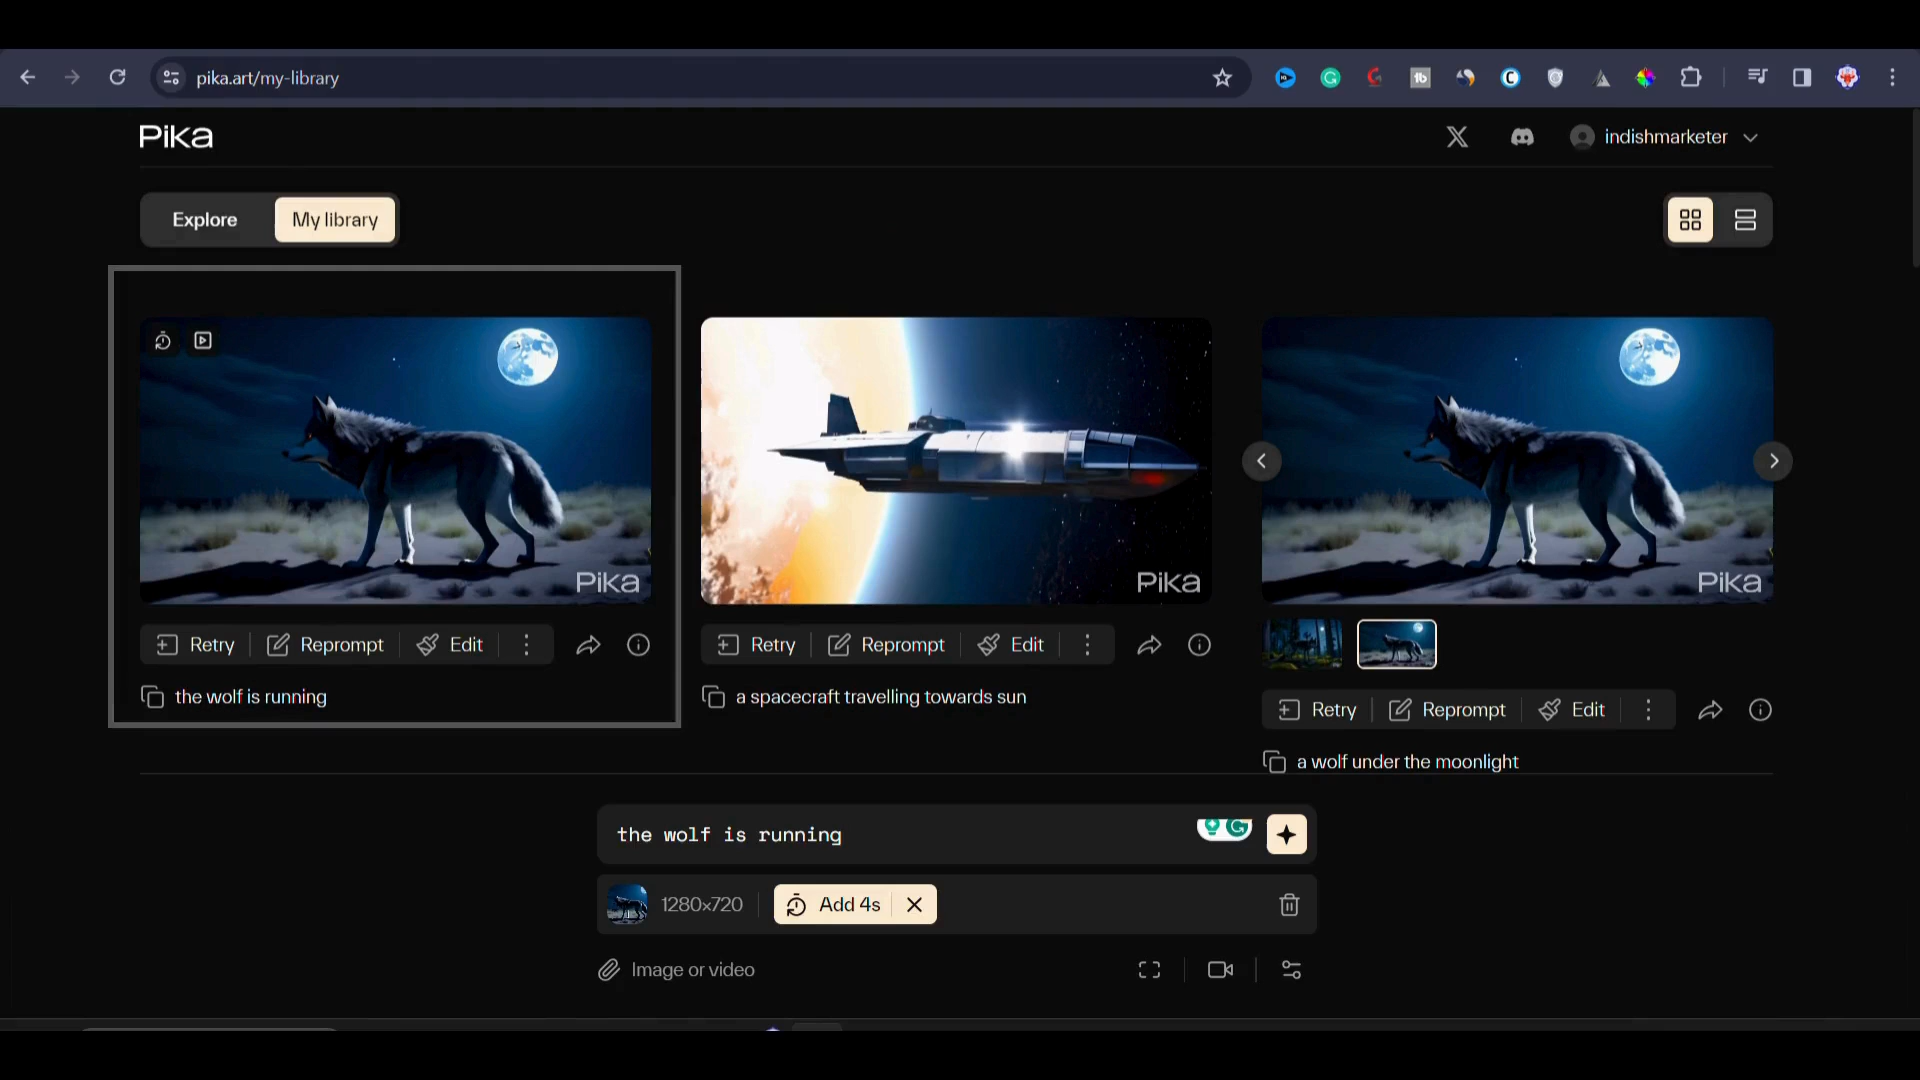 pika.art/my-library
Pika
indishmarketer
Explore
My library
Pika
Pika
Pika
Retry
Reprompt
Edit
Retry
Reprompt
Edit
the wolf is running
a spacecraft travelling towards sun
Retry
Reprompt
Edit
a wolf under the moonlight
the wolf is running
1280×720
Add 4s
Image or video